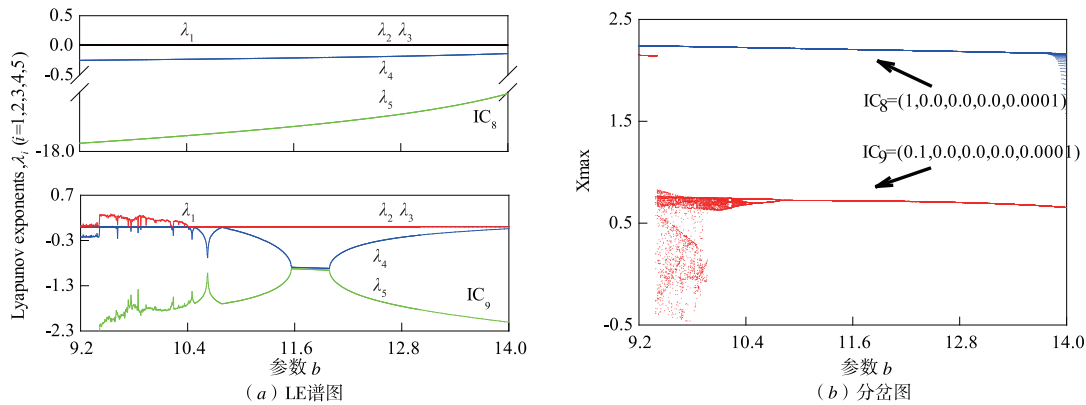 Lyapunov exponents,λi (i=1,2,3,4,5)
0.5
0.0
-0.5
-18.0
λ1
λ2 λ3
λ4
λ5
IC8
0.7
-0.3
-1.3
-2.3
λ1
λ2 λ3
λ4
λ5
IC9
9.2 10.4 11.6 12.8 14.0
参数 b
(a) LE谱图
Xmax
2.5
1.5
0.5
-0.5
IC8=(1,0.0,0.0,0.0,0.0001)
IC9=(0.1,0.0,0.0,0.0,0.0001)
9.2 10.4 11.6 12.8 14.0
参数 b
(b) 分岔图